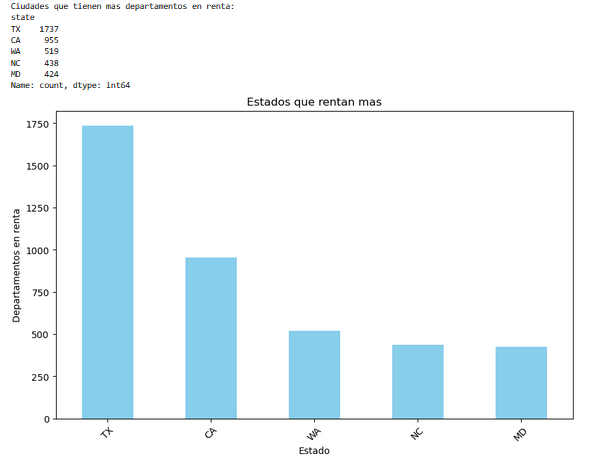 Ciudades que tienen mas departamentos en renta:
state
TX    1737
CA     955
WA     519
NC     438
MD     424
Name: count, dtype: int64
Estados que rentan mas
1750
1500
1250
1000
750
500
250
0
Departamentos en renta
TX
CA
WA
NC
MD
Estado